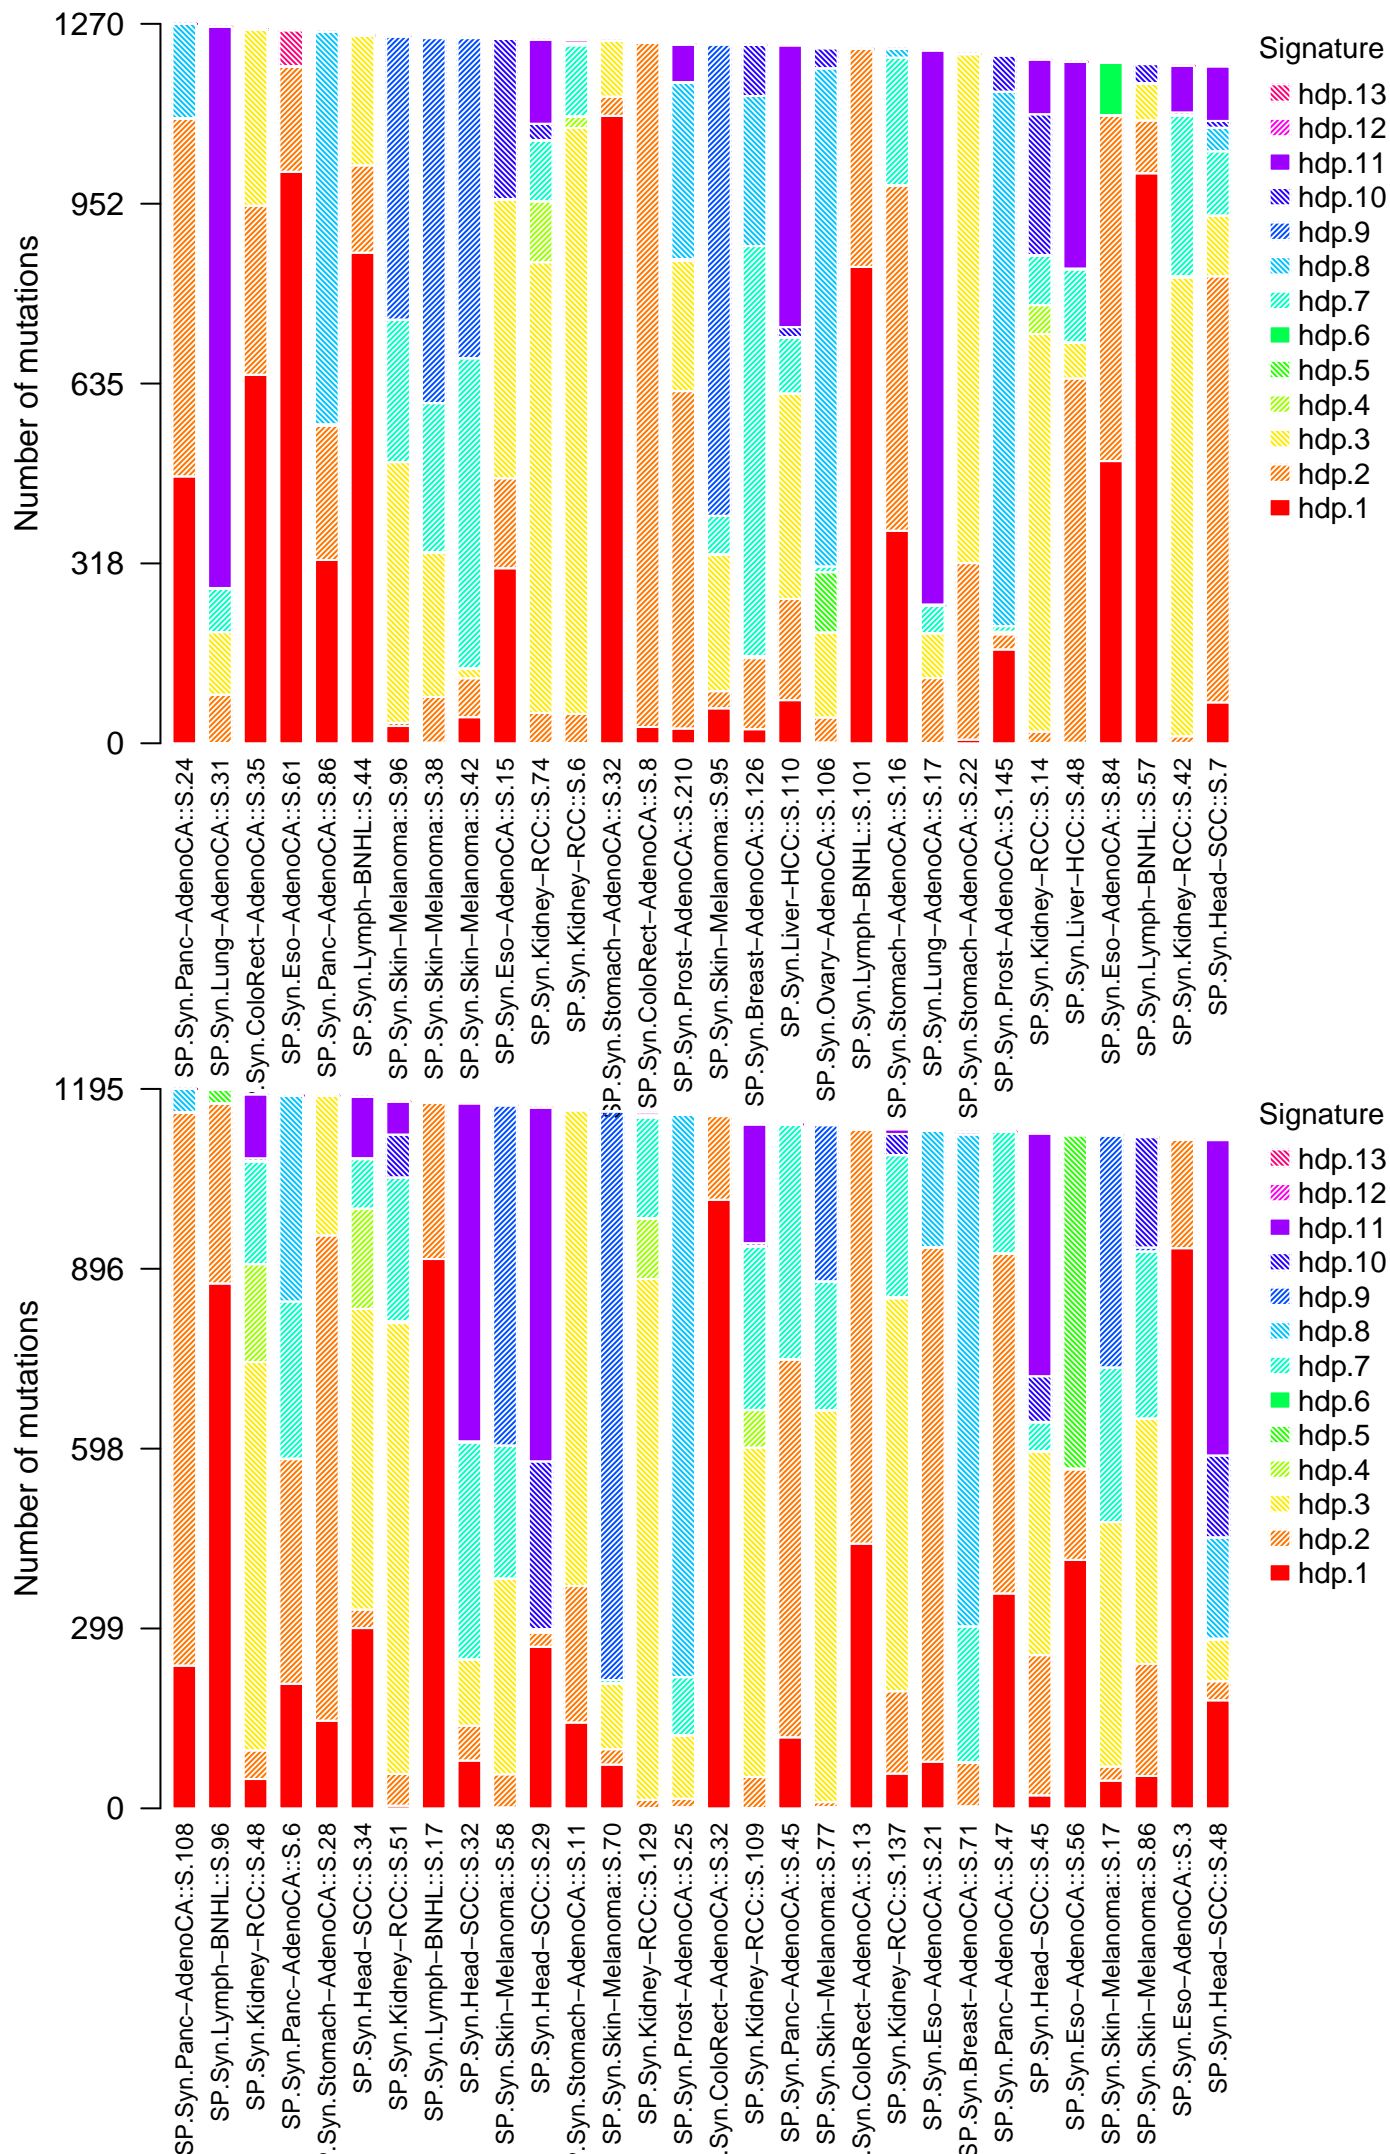 Number of mutations
1270
952
635
318
0
Signature
hdp.13
hdp.12
hdp.11
hdp.10
hdp.9
hdp.8
hdp.7
hdp.6
hdp.5
hdp.4
hdp.3
hdp.2
hdp.1
SP.Syn.Panc−AdenoCA::S.24
SP.Syn.Lung−AdenoCA::S.31
.Syn.ColoRect−AdenoCA::S.35
SP.Syn.Eso−AdenoCA::S.61
SP.Syn.Panc−AdenoCA::S.86
SP.Syn.Lymph−BNHL::S.44
SP.Syn.Skin−Melanoma::S.96
SP.Syn.Skin−Melanoma::S.38
SP.Syn.Skin−Melanoma::S.42
SP.Syn.Eso−AdenoCA::S.15
SP.Syn.Kidney−RCC::S.74
SP.Syn.Kidney−RCC::S.6
SP.Syn.Stomach−AdenoCA::S.32
SP.Syn.ColoRect−AdenoCA::S.8
SP.Syn.Prost−AdenoCA::S.210
SP.Syn.Skin−Melanoma::S.95
SP.Syn.Breast−AdenoCA::S.126
SP.Syn.Liver−HCC::S.110
SP.Syn.Ovary−AdenoCA::S.106
SP.Syn.Lymph−BNHL::S.101
SP.Syn.Stomach−AdenoCA::S.16
SP.Syn.Lung−AdenoCA::S.17
SP.Syn.Stomach−AdenoCA::S.22
SP.Syn.Prost−AdenoCA::S.145
SP.Syn.Kidney−RCC::S.14
SP.Syn.Liver−HCC::S.48
SP.Syn.Eso−AdenoCA::S.84
SP.Syn.Lymph−BNHL::S.57
SP.Syn.Kidney−RCC::S.42
SP.Syn.Head−SCC::S.7
Number of mutations
1195
896
598
299
0
Signature
hdp.13
hdp.12
hdp.11
hdp.10
hdp.9
hdp.8
hdp.7
hdp.6
hdp.5
hdp.4
hdp.3
hdp.2
hdp.1
SP.Syn.Panc−AdenoCA::S.108
SP.Syn.Lymph−BNHL::S.96
SP.Syn.Kidney−RCC::S.48
SP.Syn.Panc−AdenoCA::S.6
.Syn.Stomach−AdenoCA::S.28
SP.Syn.Head−SCC::S.34
SP.Syn.Kidney−RCC::S.51
SP.Syn.Lymph−BNHL::S.17
SP.Syn.Head−SCC::S.32
SP.Syn.Skin−Melanoma::S.58
SP.Syn.Head−SCC::S.29
.Syn.Stomach−AdenoCA::S.11
SP.Syn.Skin−Melanoma::S.70
SP.Syn.Kidney−RCC::S.129
SP.Syn.Prost−AdenoCA::S.25
.Syn.ColoRect−AdenoCA::S.32
SP.Syn.Kidney−RCC::S.109
SP.Syn.Panc−AdenoCA::S.45
SP.Syn.Skin−Melanoma::S.77
.Syn.ColoRect−AdenoCA::S.13
SP.Syn.Kidney−RCC::S.137
SP.Syn.Eso−AdenoCA::S.21
SP.Syn.Breast−AdenoCA::S.71
SP.Syn.Panc−AdenoCA::S.47
SP.Syn.Head−SCC::S.45
SP.Syn.Eso−AdenoCA::S.56
SP.Syn.Skin−Melanoma::S.17
SP.Syn.Skin−Melanoma::S.86
SP.Syn.Eso−AdenoCA::S.3
SP.Syn.Head−SCC::S.48